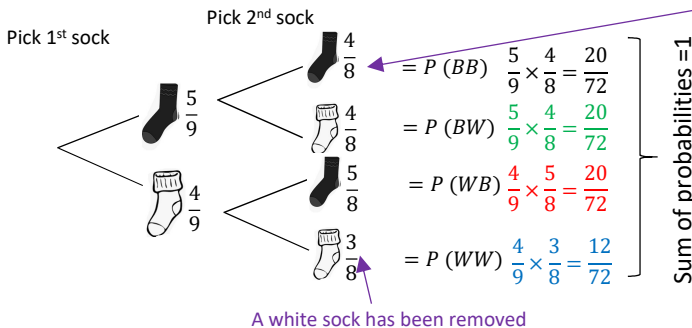 Pick 1st sock
Pick 2nd sock
5/9
4/9
4/8
4/8
5/8
3/8
= P (BB) 5/9 × 4/8 = 20/72
= P (BW) 5/9 × 4/8 = 20/72
= P (WB) 4/9 × 5/8 = 20/72
= P (WW) 4/9 × 3/8 = 12/72
Sum of probabilities =1
A white sock has been removed